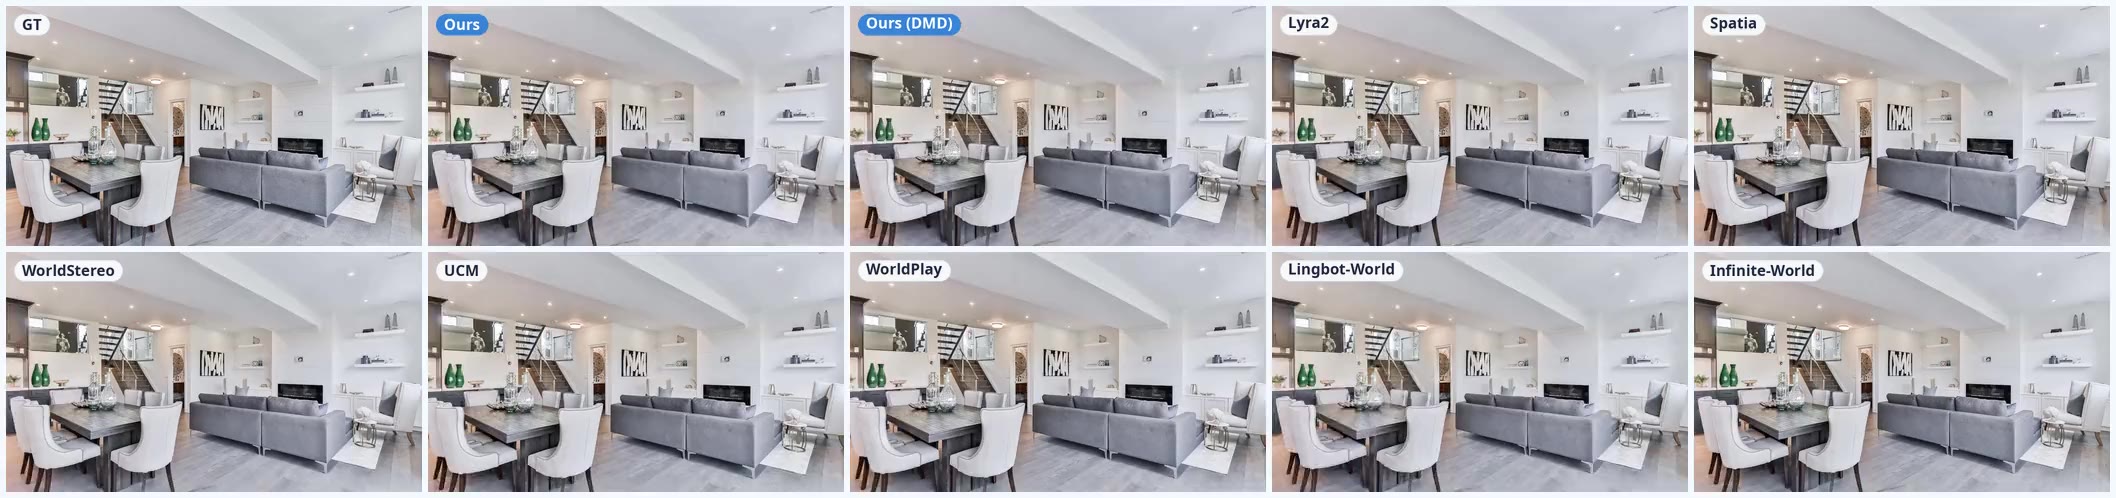 GT
Ours
Ours (DMD)
Lyra2
Spatia
WorldStereo
UCM
WorldPlay
Lingbot-World
Infinite-World